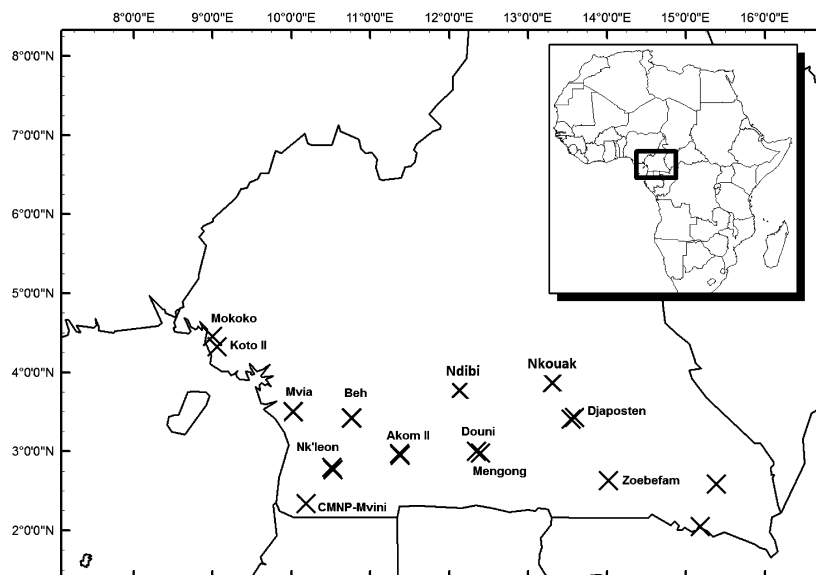 8°0'0"E 9°0'0"E 10°0'0"E 11°0'0"E 12°0'0"E 13°0'0"E 14°0'0"E 15°0'0"E 16°0'0"E
8°0'0"N
7°0'0"N
6°0'0"N
5°0'0"N
Mokoko
Koto II
4°0'0"N
Ndibi
Nkouak
Mvia
Beh
Djaposten
Akom II
Douni
Nk'leon
3°0'0"N
Mengong
Zoebefam
CMNP-Mvini
2°0'0"N